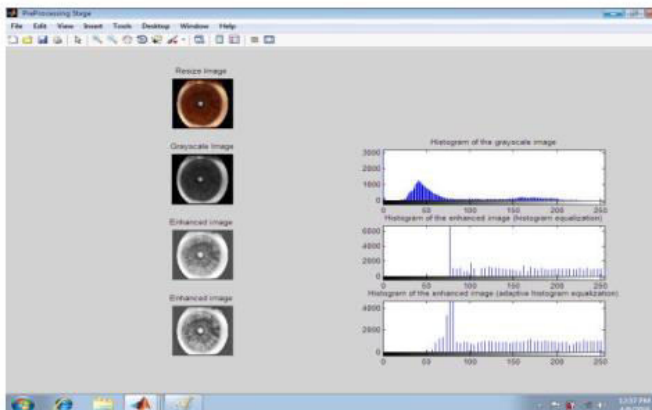 PreProcessing Stage
File Edit View Insert Tools Desktop Window Help
Resize Image
Grayscale Image
Enhanced image
Enhanced image
Histogram of the grayscale image
3000
2000
1000
0
0 50 100 150 200 250
Histogram of the enhanced image (histogram equalization)
6000
4000
2000
0
0 50 100 150 200 250
Histogram of the enhanced image (adaptive histogram equalization)
4000
2000
0
0 50 100 150 200 250
12:37 PM